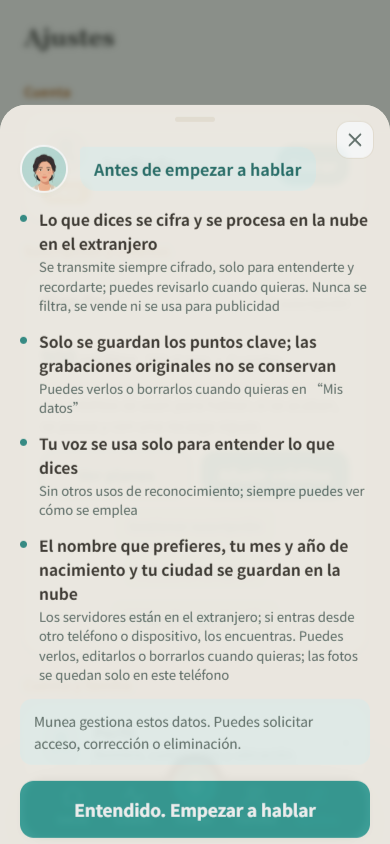 Ajustes
Cuenta
Antes de empezar a hablar
Lo que dices se cifra y se procesa en la nube
en el extranjero
Se transmite siempre cifrado, solo para entenderte y
recordarte; puedes revisarlo cuando quieras. Nunca se
filtra, se vende ni se usa para publicidad
Solo se guardan los puntos clave; las
grabaciones originales no se conservan
Puedes verlos o borrarlos cuando quieras en “Mis
datos”
Tu voz se usa solo para entender lo que
dices
Sin otros usos de reconocimiento; siempre puedes ver
cómo se emplea
El nombre que prefieres, tu mes y año de
nacimiento y tu ciudad se guardan en la
nube
Los servidores están en el extranjero; si entras desde
otro teléfono o dispositivo, los encuentras. Puedes
verlos, editarlos o borrarlos cuando quieras; las fotos
se quedan solo en este teléfono
Munea gestiona estos datos. Puedes solicitar
acceso, corrección o eliminación.
Entendido. Empezar a hablar